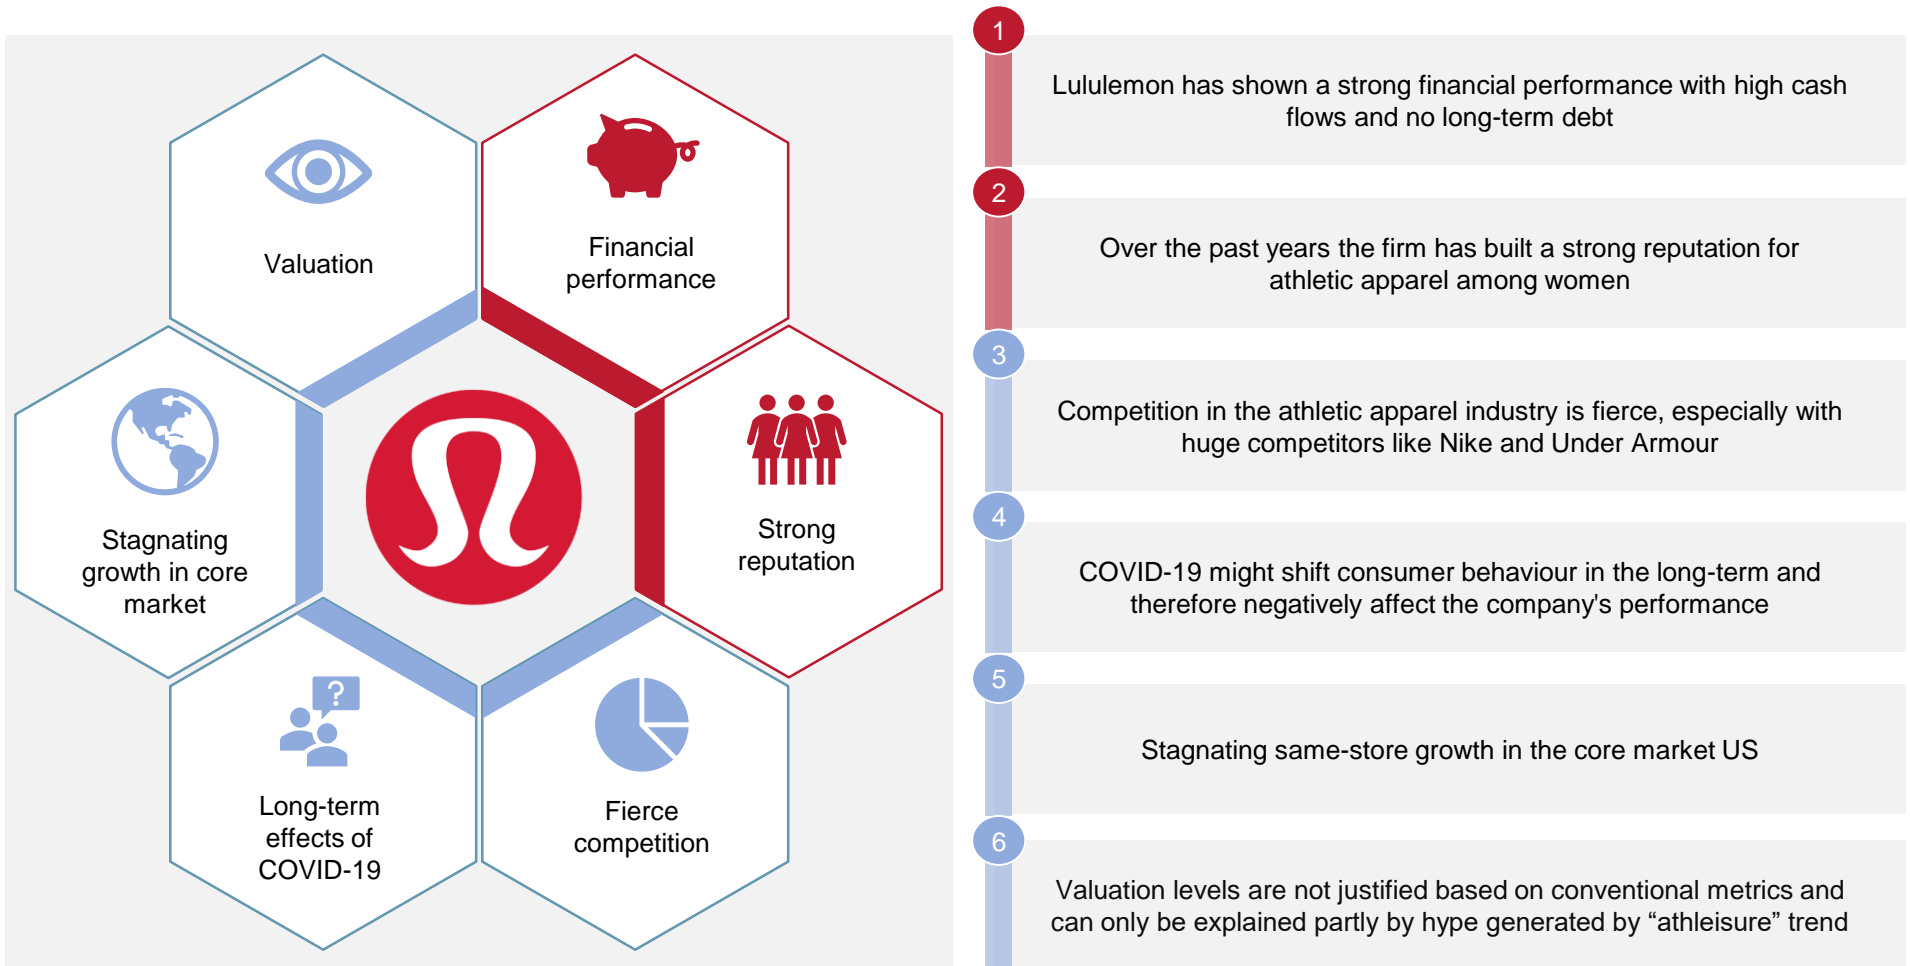 Valuation
Financial
performance
Stagnating
growth in core
market
Strong
reputation
?
Long-term
effects of
COVID-19
Fierce
competition
1
Lululemon has shown a strong financial performance with high cash
flows and no long-term debt
2
Over the past years the firm has built a strong reputation for
athletic apparel among women
3
Competition in the athletic apparel industry is fierce, especially with
huge competitors like Nike and Under Armour
4
COVID-19 might shift consumer behaviour in the long-term and
therefore negatively affect the company's performance
5
Stagnating same-store growth in the core market US
6
Valuation levels are not justified based on conventional metrics and
can only be explained partly by hype generated by “athleisure” trend